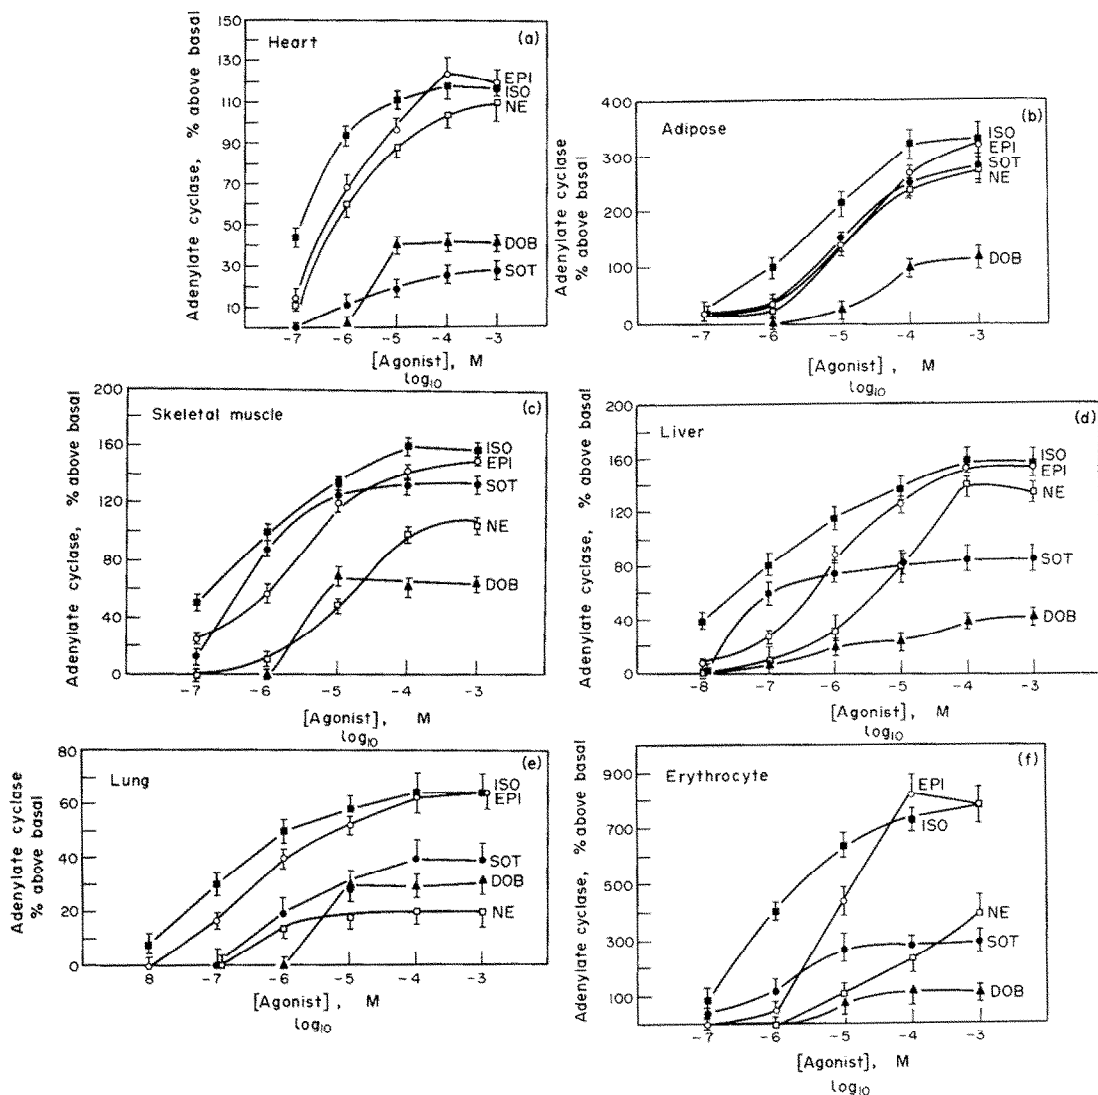 Heart
(a)
Adenylate cyclase, % above basal
150
130
110
90
70
50
30
10
EPI
ISO
NE
DOB
SOT
-7
-6
-5
-4
-3
[Agonist], M
log10
Adipose
(b)
Adenylate cyclase
% above basal
400
300
200
100
0
ISO
EPI
SOT
NE
DOB
-7
-6
-5
-4
-3
[Agonist], M
log10
Skeletal muscle
(c)
Adenylate cyclase, % above basal
200
160
120
80
40
0
ISO
EPI
SOT
NE
DOB
-7
-6
-5
-4
-3
[Agonist], M
log10
Liver
(d)
Adenylate cyclase, % above basal
200
160
120
80
40
0
ISO
EPI
NE
SOT
DOB
-8
-7
-6
-5
-4
-3
[Agonist], M
log10
Lung
(e)
Adenylate cyclase
% above basal
80
60
40
20
0
ISO
EPI
SOT
DOB
NE
8
-7
-6
-5
-4
-3
[Agonist], M
log10
Erythrocyte
(f)
Adenylate cyclase, % above basal
900
700
500
300
100
EPI
ISO
NE
SOT
DOB
-7
-6
-5
-4
-3
[Agonist], M
log10